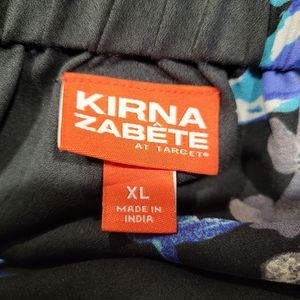 KIRNA
ZABÊTE
AT TARGET®
XL
MADE IN
INDIA